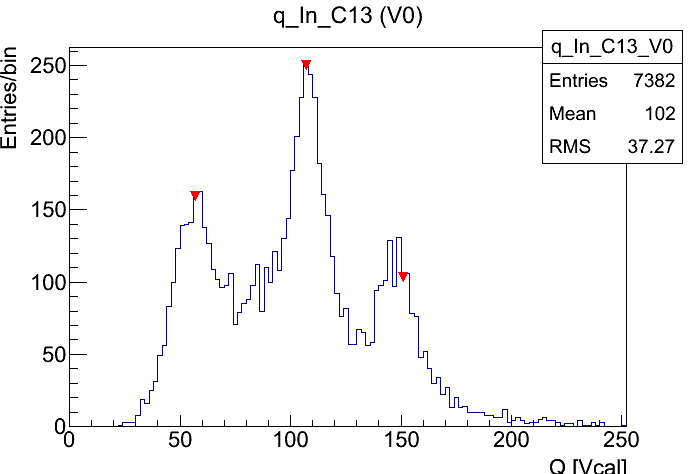 q_In_C13 (V0)
q_In_C13_V0
Entries 7382
Mean 102
RMS 37.27
Entries/bin
250
200
150
100
50
0
0 50 100 150 200 250
Q [Vcal]